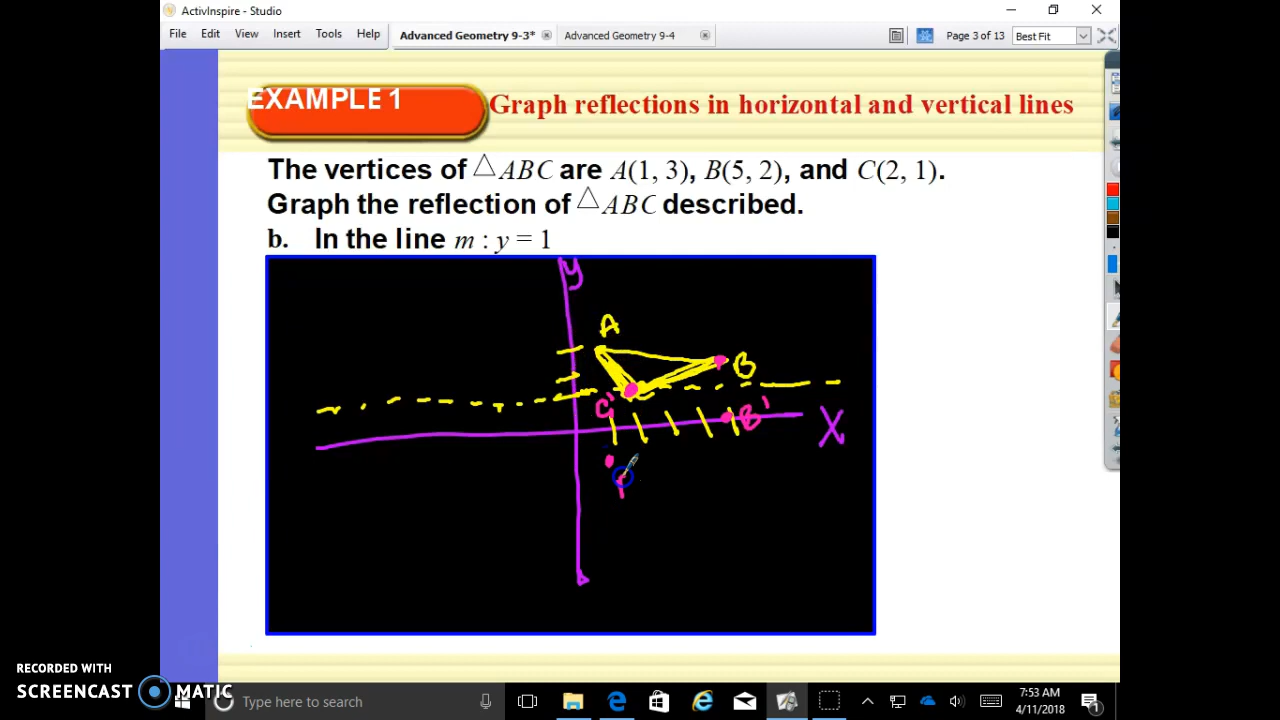 ActivInspire - Studio
File Edit View Insert Tools Help Advanced Geometry 9-3* Advanced Geometry 9-4 Page 3 of 13 Best Fit
EXAMPLE 1 Graph reflections in horizontal and vertical lines
The vertices of △ABC are A(1, 3), B(5, 2), and C(2, 1).
Graph the reflection of △ABC described.
b. In the line m : y = 1
y
A
B
C'
B'
X
RECORDED WITH
SCREENCAST MATIC
Type here to search
7:53 AM
4/11/2018
1